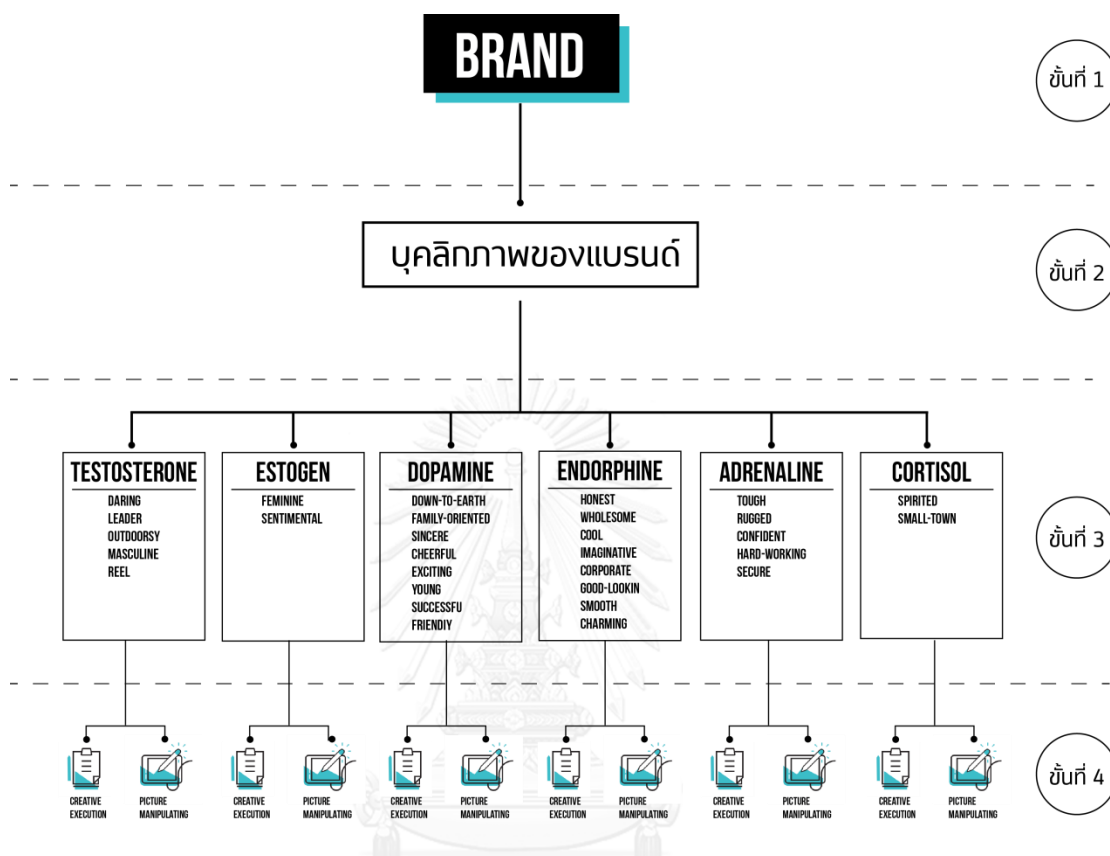 BRAND
ขั้นที่ 1
บุคลิกภาพของแบรนด์
ขั้นที่ 2
TESTOSTERONE
DARING
LEADER
OUTDOORSY
MASCULINE
REEL
ESTOGEN
FEMININE
SENTIMENTAL
DOPAMINE
DOWN-TO-EARTH
FAMILY-ORIENTED
SINCERE
CHEERFUL
EXCITING
YOUNG
SUCCESSFU
FRIENDIY
ENDORPHINE
HONEST
WHOLESOME
COOL
IMAGINATIVE
CORPORATE
GOOD-LOOKIN
SMOOTH
CHARMING
ADRENALINE
TOUGH
RUGGED
CONFIDENT
HARD-WORKING
SECURE
CORTISOL
SPIRITED
SMALL-TOWN
ขั้นที่ 3
CREATIVE
EXECUTION
PICTURE
MANIPULATING
CREATIVE
EXECUTION
PICTURE
MANIPULATING
CREATIVE
EXECUTION
PICTURE
MANIPULATING
CREATIVE
EXECUTION
PICTURE
MANIPULATING
CREATIVE
EXECUTION
PICTURE
MANIPULATING
CREATIVE
EXECUTION
PICTURE
MANIPULATING
ขั้นที่ 4